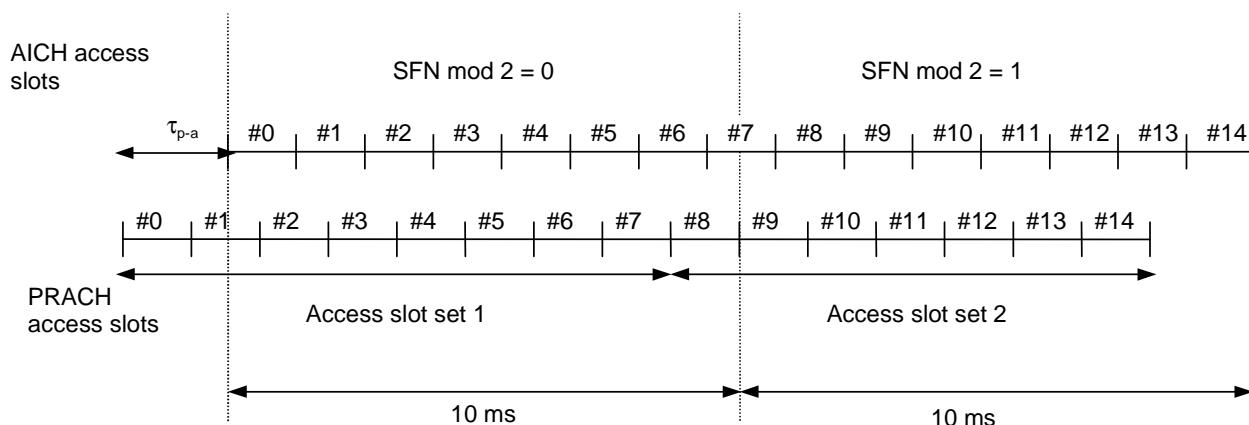 AICH access
slots
SFN mod 2 = 0
SFN mod 2 = 1
τp-a
#0 #1 #2 #3 #4 #5 #6 #7 #8 #9 #10 #11 #12 #13 #14
#0 #1 #2 #3 #4 #5 #6 #7 #8 #9 #10 #11 #12 #13 #14
PRACH
access slots
Access slot set 1
Access slot set 2
10 ms
10 ms